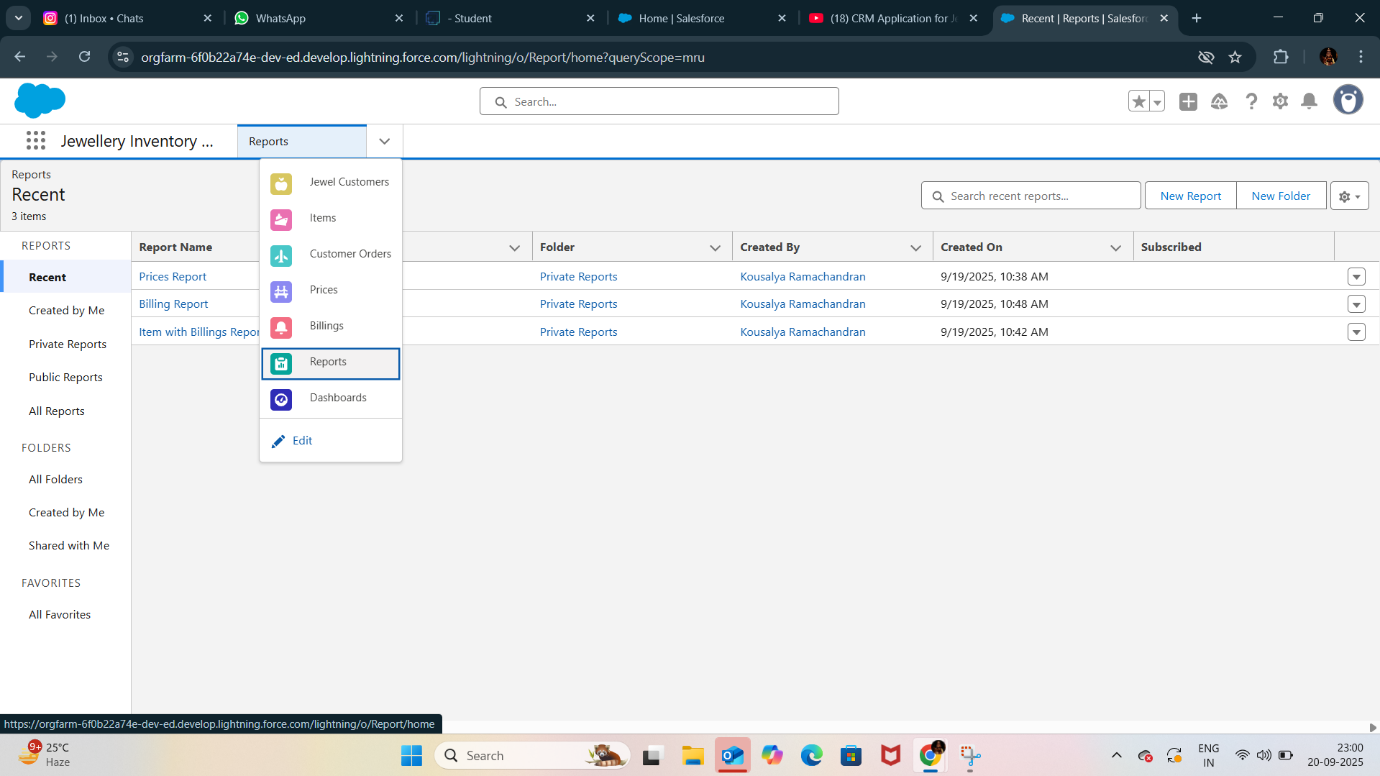 (1) Inbox • Chats
WhatsApp
- Student
Home | Salesforce
(18) CRM Application for Je
Recent | Reports | Salesforc
orgfarm-6f0b22a74e-dev-ed.develop.lightning.force.com/lightning/o/Report/home?queryScope=mru
Search...
Jewellery Inventory ...
Reports
Reports
Recent
3 items
Search recent reports...
New Report
New Folder
Jewel Customers
Items
Customer Orders
Prices
Billings
Reports
Dashboards
Edit
REPORTS
Recent
Created by Me
Private Reports
Public Reports
All Reports
FOLDERS
All Folders
Created by Me
Shared with Me
FAVORITES
All Favorites
Report Name Folder Created By Created On Subscribed
Prices Report Private Reports Kousalya Ramachandran 9/19/2025, 10:38 AM
Billing Report Private Reports Kousalya Ramachandran 9/19/2025, 10:48 AM
Item with Billings Repor Private Reports Kousalya Ramachandran 9/19/2025, 10:42 AM
https://orgfarm-6f0b22a74e-dev-ed.develop.lightning.force.com/lightning/o/Report/home
9+
25°C
Haze
Search
ENG
IN
23:00
20-09-2025